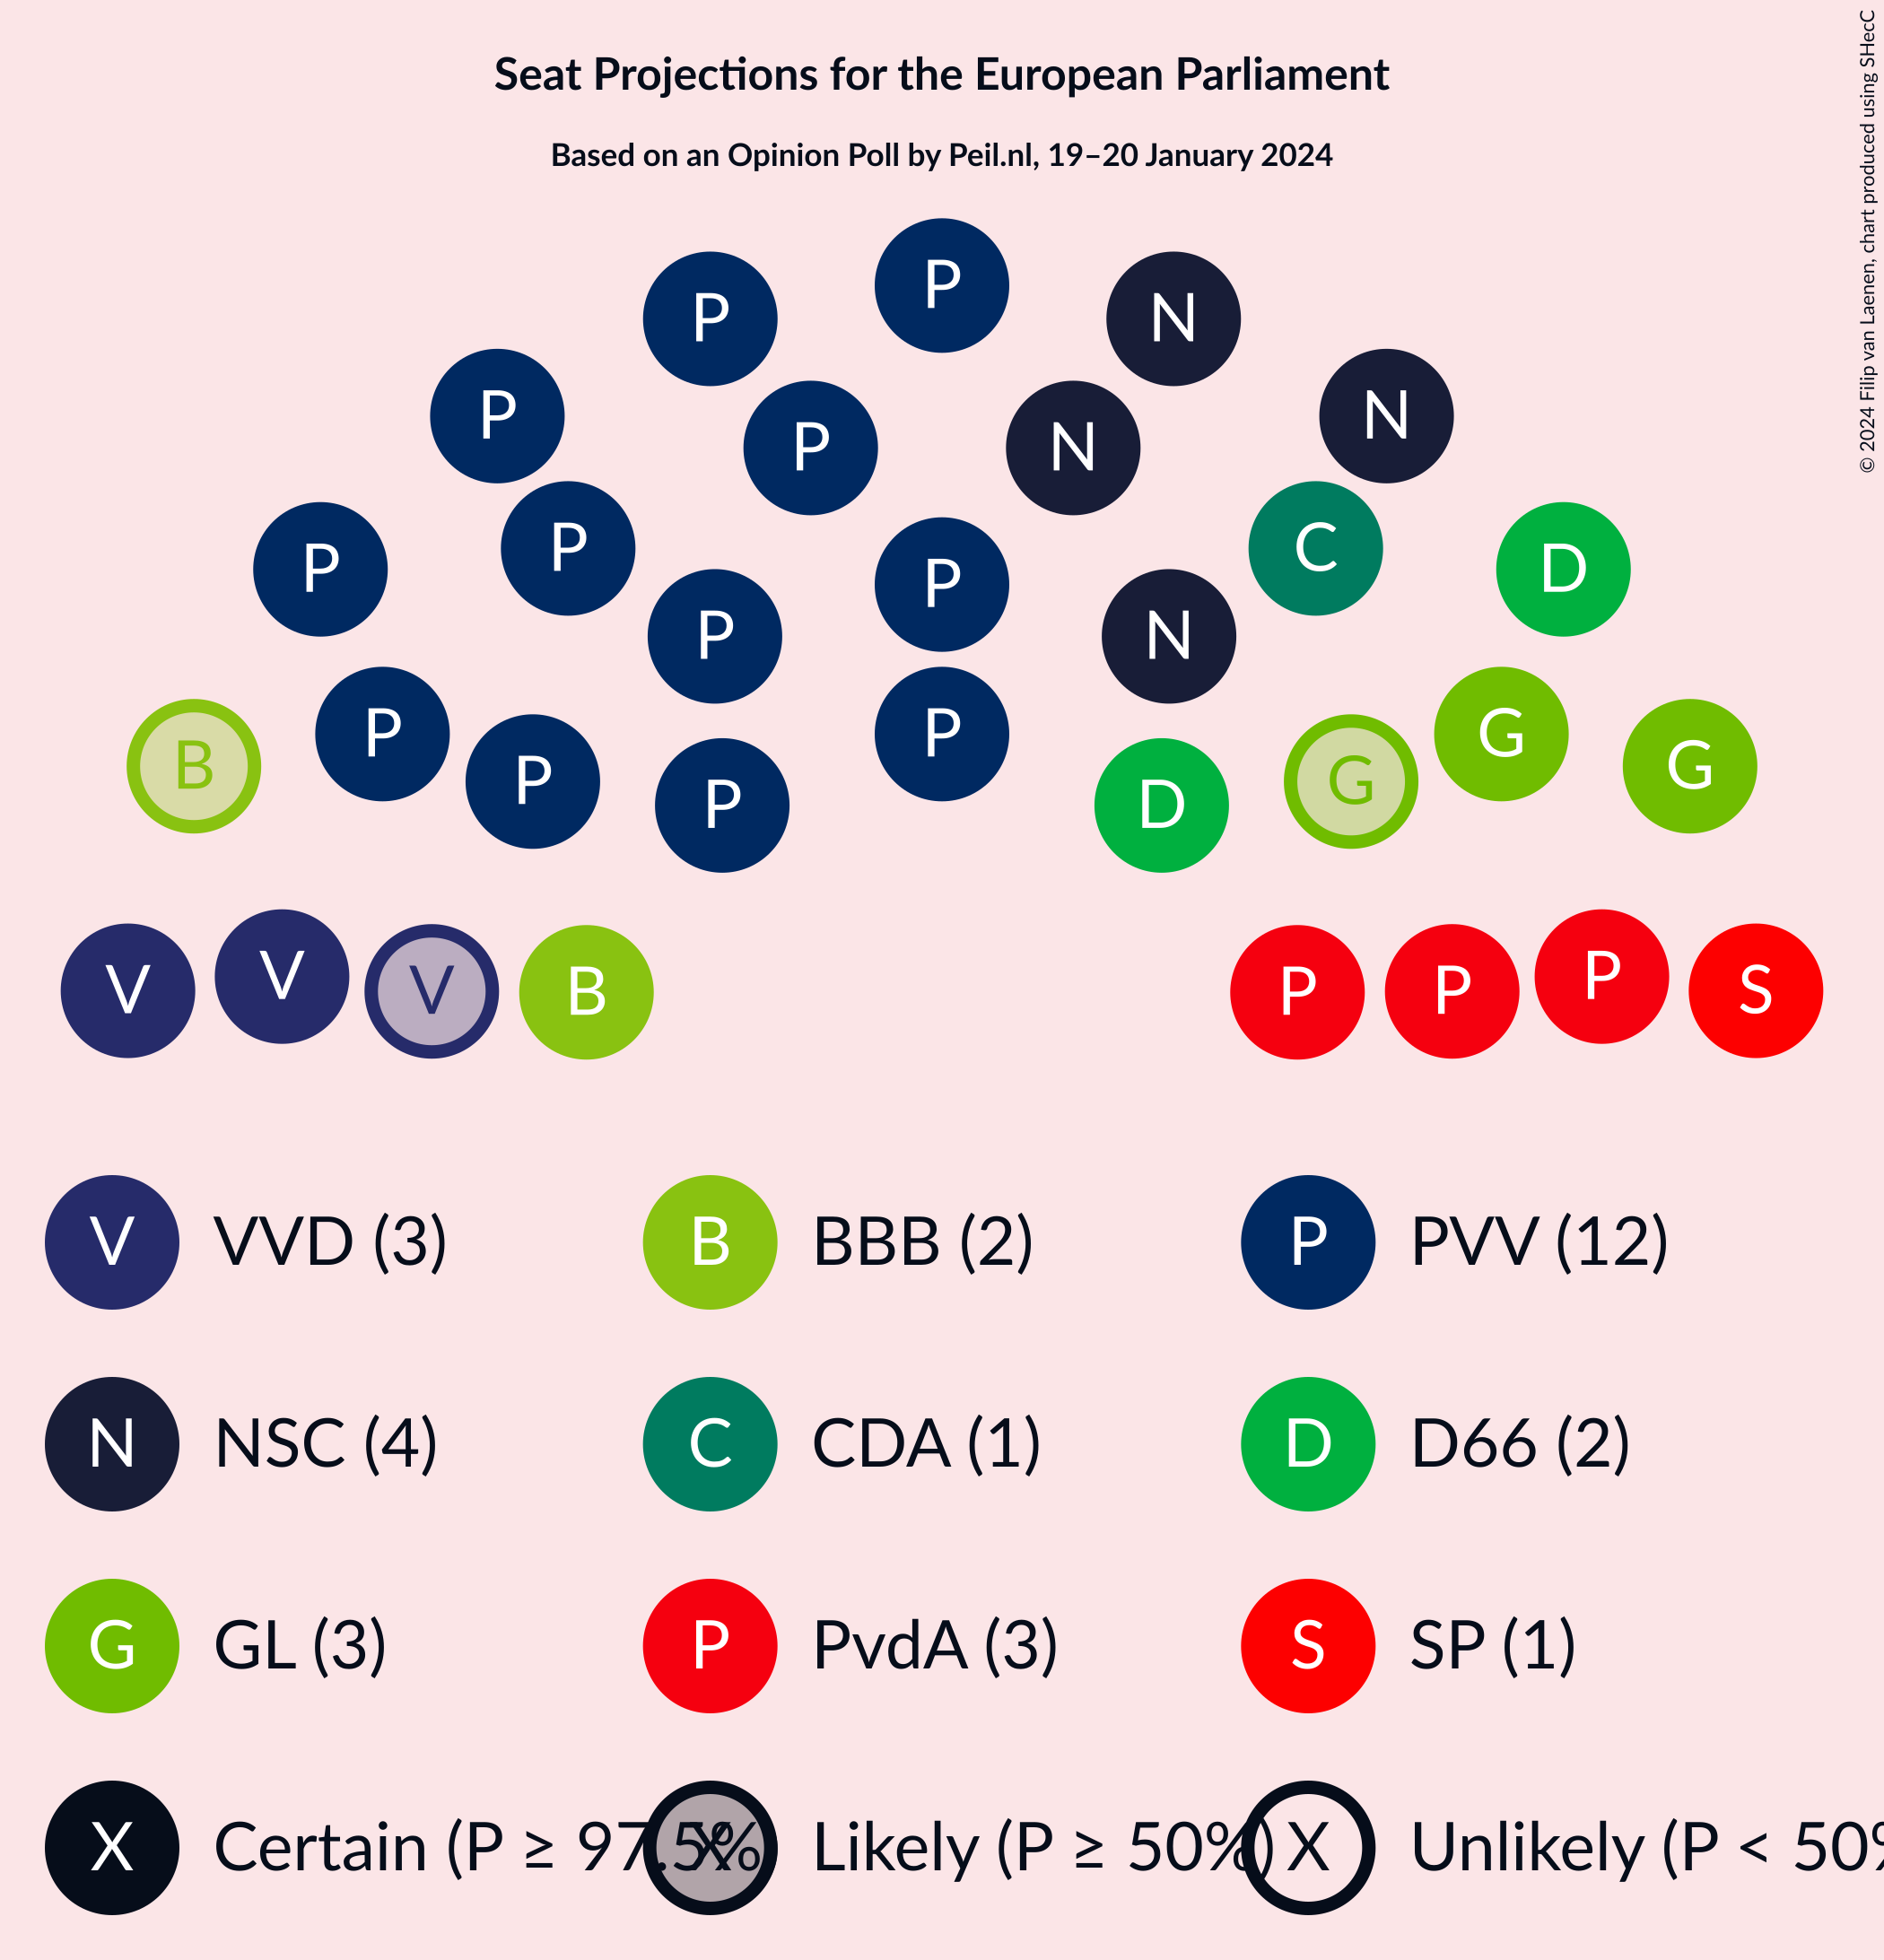 Seat Projections for the European Parliament
Based on an Opinion Poll by Peil.nl, 19–20 January 2024
© 2024 Filip van Laenen, chart produced using SHecC
P
P P N
P N
P P N
P P C D
P P N
B P P P P D G G G
V V V B P P P S
V VVD (3) B BBB (2) P PVV (12)
N NSC (4) C CDA (1) D D66 (2)
G GL (3) P PvdA (3) S SP (1)
X Certain (P ≥ 97.5% X Likely (P ≥ 50%) X Unlikely (P < 50%